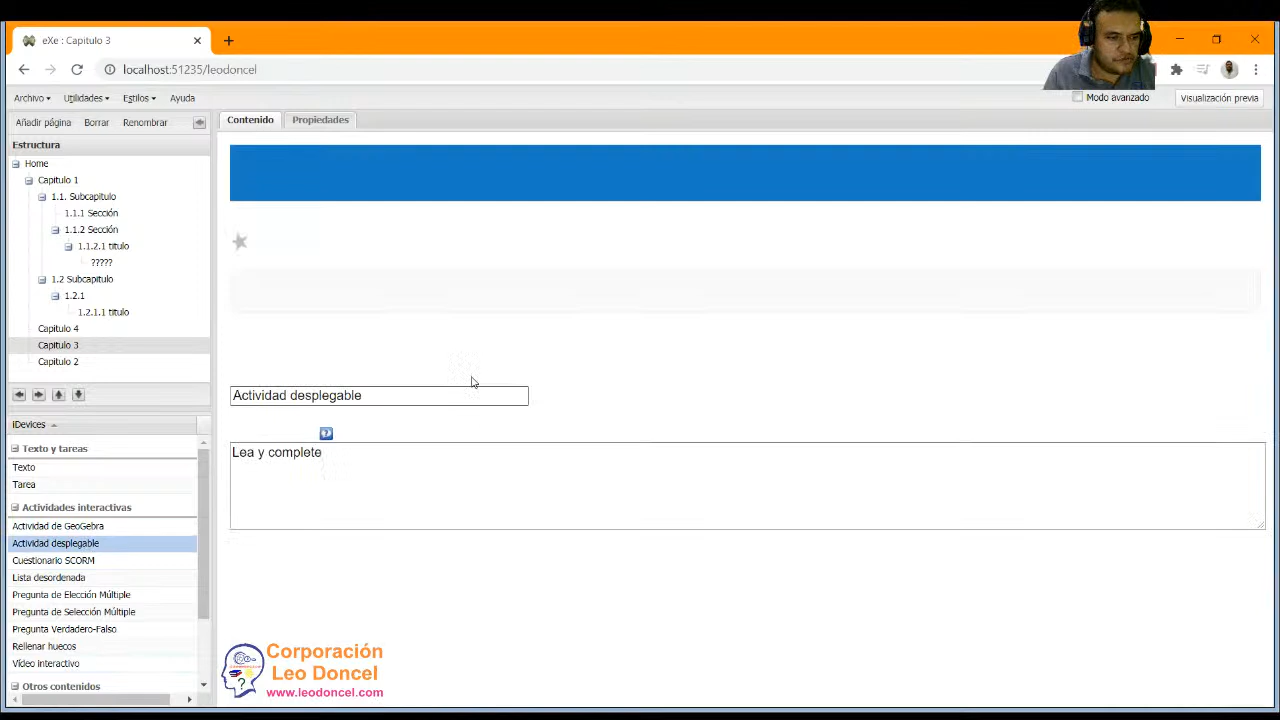 eXe : Capitulo 3
localhost:51235/leodoncel
Archivo Utilidades Estilos Ayuda
Modo avanzado
Visualización previa
Añadir página Borrar Renombrar
Contenido Propiedades
Estructura
Home
Capitulo 1
1.1. Subcapitulo
1.1.1 Sección
1.1.2 Sección
1.1.2.1 titulo
?????
1.2 Subcapitulo
1.2.1
1.2.1.1 titulo
Capitulo 4
Capitulo 3
Capitulo 2
Actividad desplegable
Lea y complete
iDevices
Texto y tareas
Texto
Tarea
Actividades interactivas
Actividad de GeoGebra
Actividad desplegable
Cuestionario SCORM
Lista desordenada
Pregunta de Elección Múltiple
Pregunta de Selección Múltiple
Pregunta Verdadero-Falso
Rellenar huecos
Vídeo interactivo
Otros contenidos
Corporación
Leo Doncel
www.leodoncel.com